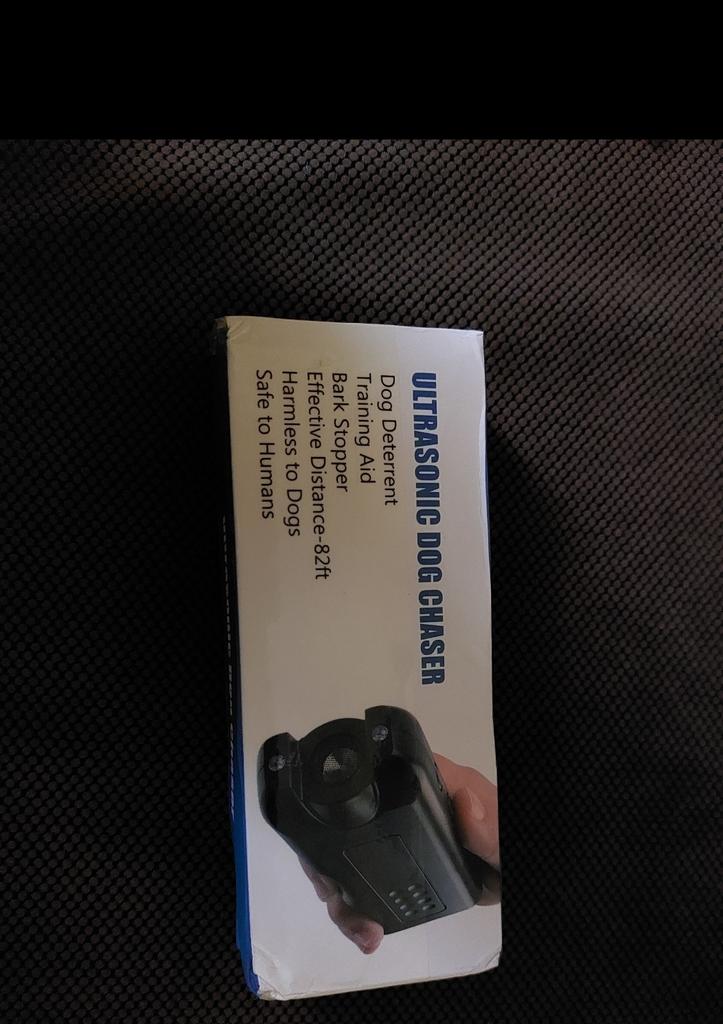 ULTRASONIC DOG CHASER
Dog Deterrent
Training Aid
Bark Stopper
Effective Distance-82ft
Harmless to Dogs
Safe to Humans